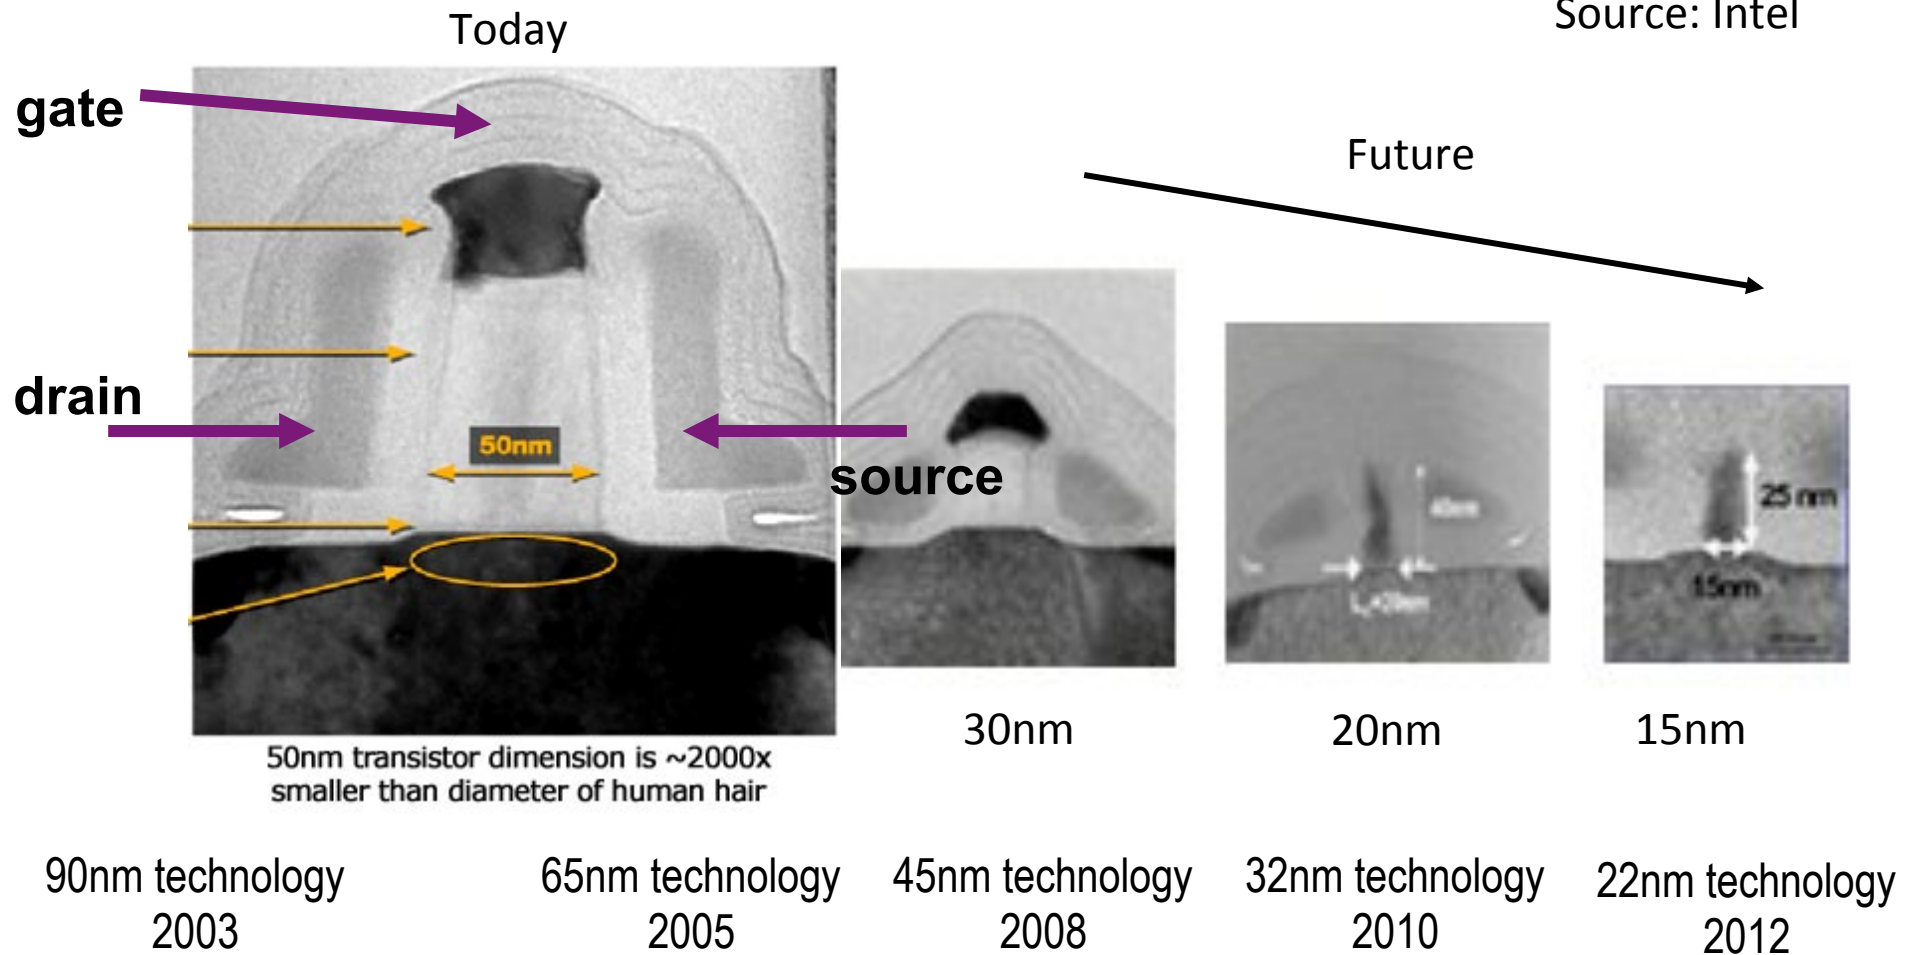 Today
Source: Intel
gate
Future
drain
50nm
source
25 nm
15nm
30nm
20nm
15nm
50nm transistor dimension is ~2000x
smaller than diameter of human hair
90nm technology
2003
65nm technology
2005
45nm technology
2008
32nm technology
2010
22nm technology
2012